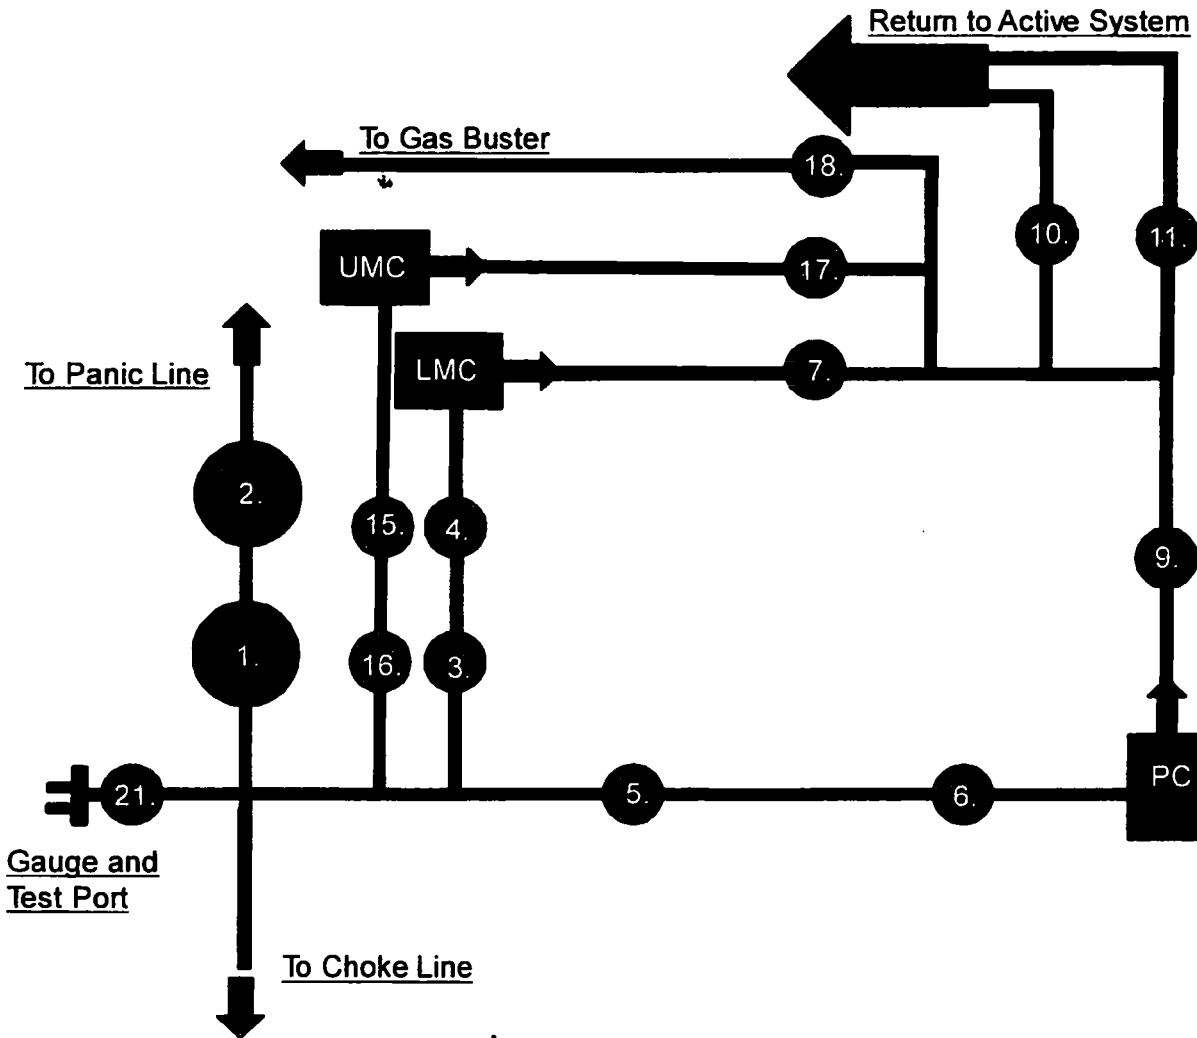 Return to Active System
To Gas Buster
18.
UMC
17.
10.
11.
To Panic Line
LMC
7.
2.
15.
4.
9.
1.
16.
3.
PC
21.
5.
6.
Gauge and
Test Port
To Choke Line